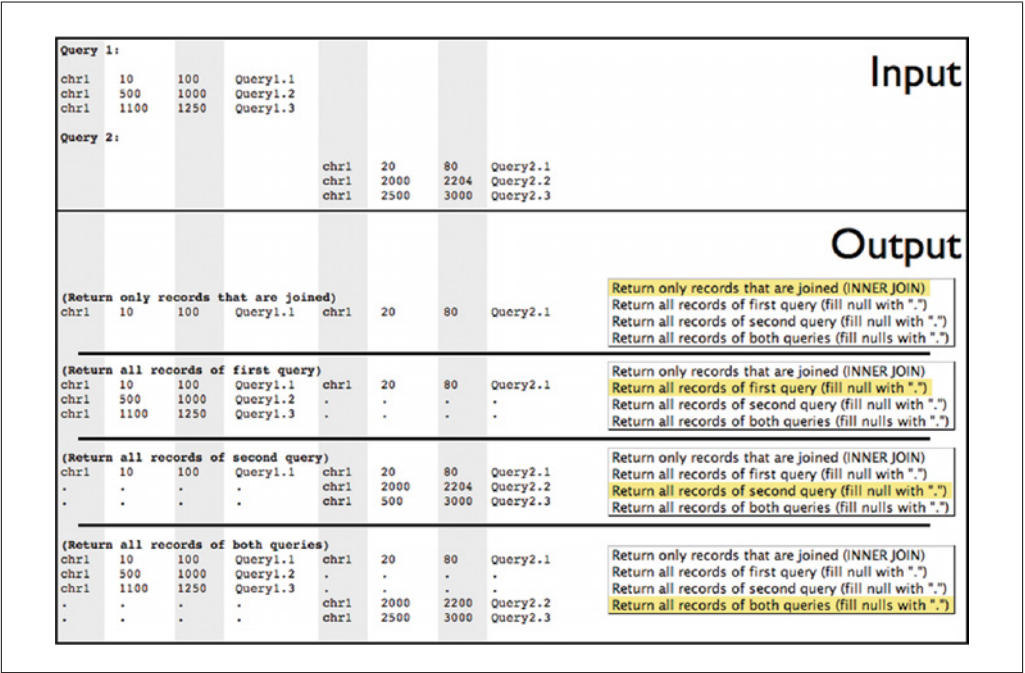 Query 1:
Input
chr1 10 100 Query1.1
chr1 500 1000 Query1.2
chr1 1100 1250 Query1.3
Query 2:
chr1 20 80 Query2.1
chr1 2000 2204 Query2.2
chr1 2500 3000 Query2.3
Output
(Return only records that are joined)
chr1 10 100 Query1.1 chr1 20 80 Query2.1
Return only records that are joined (INNER JOIN)
Return all records of first query (fill null with ".")
Return all records of second query (fill null with ".")
Return all records of both queries (fill nulls with ".")
(Return all records of first query)
chr1 10 100 Query1.1 chr1 20 80 Query2.1
chr1 500 1000 Query1.2 . . . .
chr1 1100 1250 Query1.3 . . . .
Return only records that are joined (INNER JOIN)
Return all records of first query (fill null with ".")
Return all records of second query (fill null with ".")
Return all records of both queries (fill nulls with ".")
(Return all records of second query)
chr1 10 100 Query1.1 chr1 20 80 Query2.1
. . . . chr1 2000 2204 Query2.2
. . . . chr1 500 3000 Query2.3
Return only records that are joined (INNER JOIN)
Return all records of first query (fill null with ".")
Return all records of second query (fill null with ".")
Return all records of both queries (fill nulls with ".")
(Return all records of both queries)
chr1 10 100 Query1.1 chr1 20 80 Query2.1
chr1 500 1000 Query1.2 . . . .
chr1 1100 1250 Query1.3 . . . .
. . . . chr1 2000 2200 Query2.2
. . . . chr1 2500 3000 Query2.3
Return only records that are joined (INNER JOIN)
Return all records of first query (fill null with ".")
Return all records of second query (fill null with ".")
Return all records of both queries (fill nulls with ".")